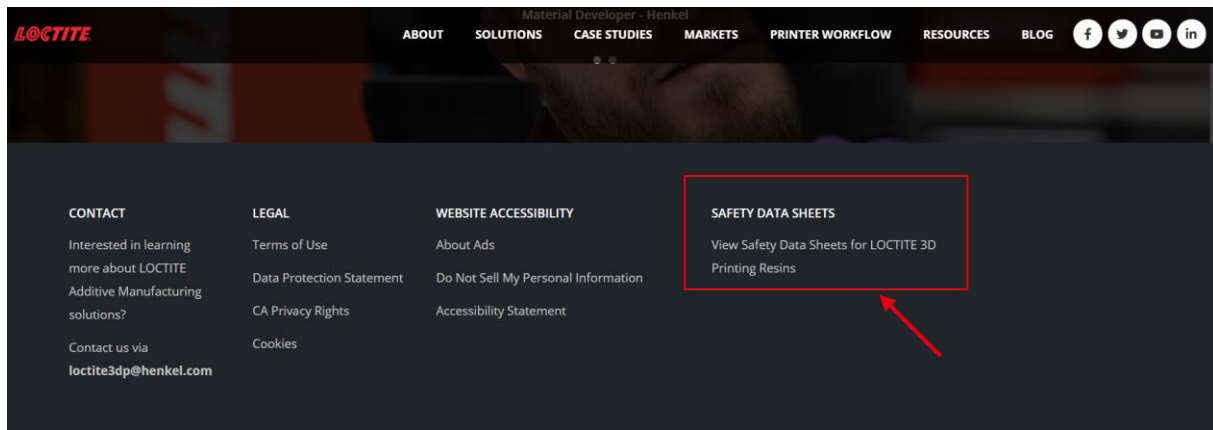 Material Developer - Henkel
LOCTITE
ABOUT SOLUTIONS CASE STUDIES MARKETS PRINTER WORKFLOW RESOURCES BLOG
CONTACT
Interested in learning
more about LOCTITE
Additive Manufacturing
solutions?
Contact us via
loctite3dp@henkel.com
LEGAL
Terms of Use
Data Protection Statement
CA Privacy Rights
Cookies
WEBSITE ACCESSIBILITY
About Ads
Do Not Sell My Personal Information
Accessibility Statement
SAFETY DATA SHEETS
View Safety Data Sheets for LOCTITE 3D
Printing Resins